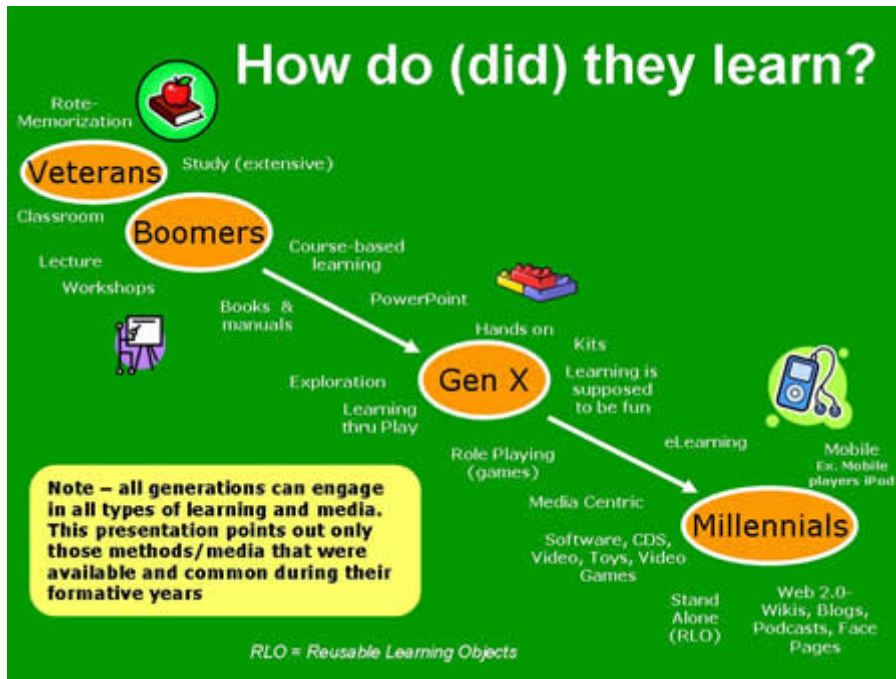 How do (did) they learn?
Rote-
Memorization
Veterans
Study (extensive)
Classroom
Boomers
Lecture
Workshops
Course-based
learning
Books &
manuals
PowerPoint
Hands on
Kits
Gen X
Exploration
Learning
thru Play
Learning is
supposed
to be fun
Role Playing
(games)
eLearning
Mobile
Ex. Mobile
players iPod
Media Centric
Millennials
Software, CDS,
Video, Toys, Video
Games
Stand
Alone
(RLO)
Web 2.0-
Wikis, Blogs,
Podcasts, Face
Pages
Note – all generations can engage
in all types of learning and media.
This presentation points out only
those methods/media that were
available and common during their
formative years
RLO = Reusable Learning Objects